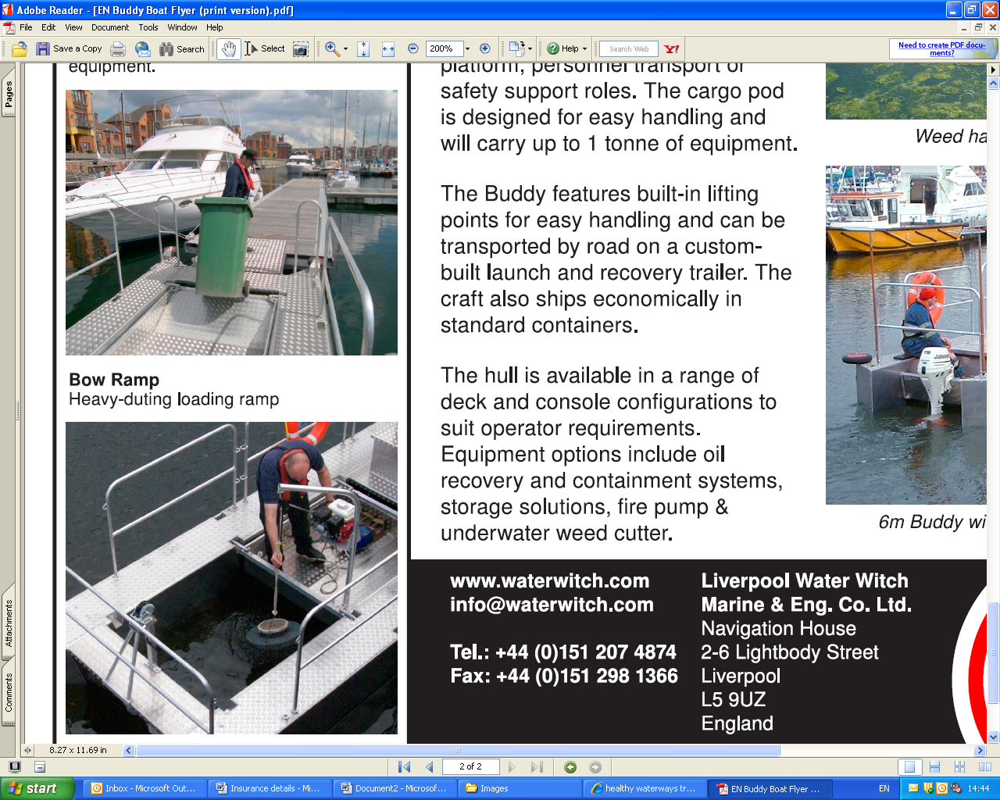 Adobe Reader - [EN Buddy Boat Flyer (print version).pdf]
File Edit View Document Tools Window Help
Save a Copy Search Select 200% Help Search Web Y!
Need to create PDF docu-
ments?
Pages
Attachments
Comments
equipment.
Bow Ramp
Heavy-duting loading ramp
platform, personnel transport or
safety support roles. The cargo pod
is designed for easy handling and
will carry up to 1 tonne of equipment.
The Buddy features built-in lifting
points for easy handling and can be
transported by road on a custom-
built launch and recovery trailer. The
craft also ships economically in
standard containers.
The hull is available in a range of
deck and console configurations to
suit operator requirements.
Equipment options include oil
recovery and containment systems,
storage solutions, fire pump &
underwater weed cutter.
Weed ha
Johnson
6m Buddy wi
www.waterwitch.com
info@waterwitch.com
Tel.: +44 (0)151 207 4874
Fax: +44 (0)151 298 1366
Liverpool Water Witch
Marine & Eng. Co. Ltd.
Navigation House
2-6 Lightbody Street
Liverpool
L5 9UZ
England
8.27 x 11.69 in
2 of 2
start
Inbox - Microsoft Out...
Insurance details - Mi...
Document2 - Microsof...
Images
healthy waterways tr...
EN Buddy Boat Flyer ...
EN
14:44